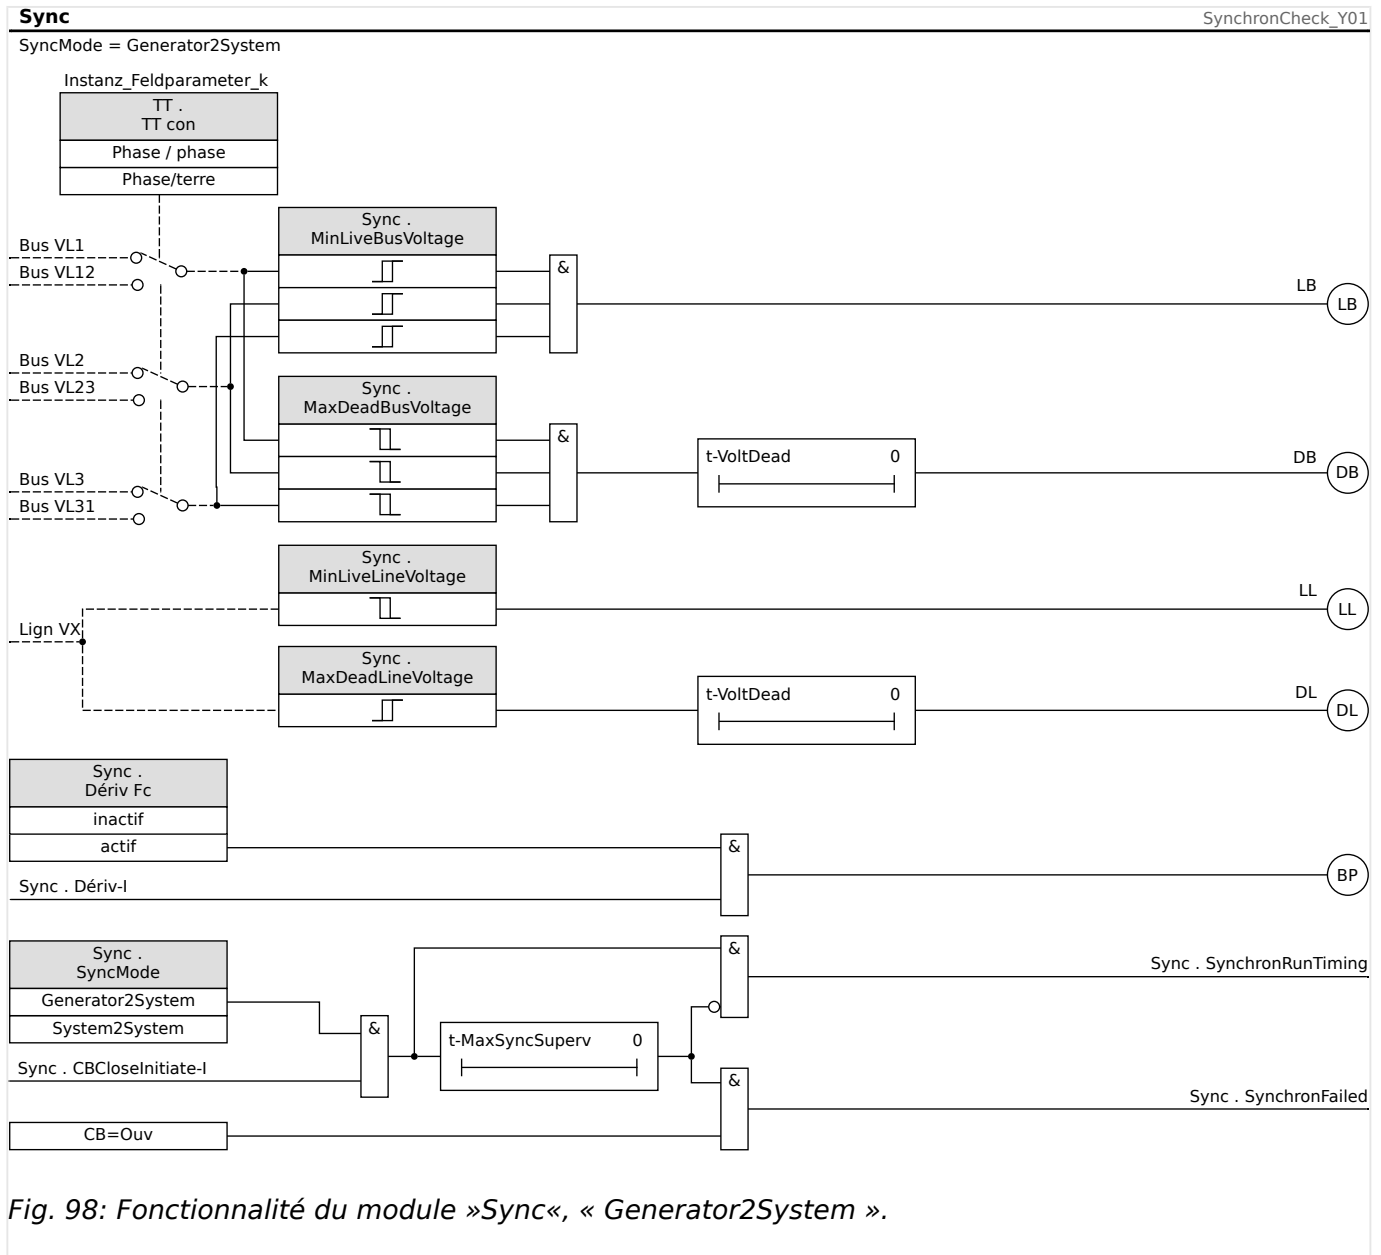 Sync
SynchronCheck_Y01
SyncMode = Generator2System
Instanz_Feldparameter_k
TT .
TT con
Phase / phase
Phase/terre
Sync .
MinLiveBusVoltage
Bus VL1
Bus VL12
&
LB
LB
Bus VL2
Bus VL23
Sync .
MaxDeadBusVoltage
&
t-VoltDead 0
DB
DB
Bus VL3
Bus VL31
Sync .
MinLiveLineVoltage
LL
LL
Lign VX
Sync .
MaxDeadLineVoltage
t-VoltDead 0
DL
DL
Sync .
Dériv Fc
inactif
actif
&
BP
Sync . Dériv-I
Sync .
SyncMode
Generator2System
System2System
&
Sync . SynchronRunTiming
&
t-MaxSyncSuperv 0
Sync . CBCloseInitiate-I
&
Sync . SynchronFailed
CB=Ouv
Fig. 98: Fonctionnalité du module »Sync«, « Generator2System ».